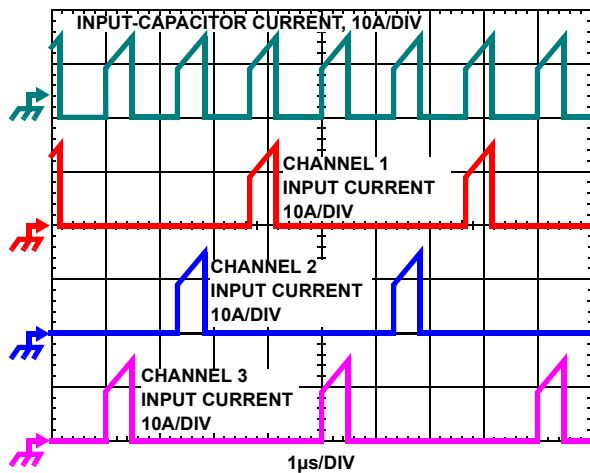 INPUT-CAPACITOR CURRENT, 10A/DIV
CHANNEL 1
INPUT CURRENT
10A/DIV
CHANNEL 2
INPUT CURRENT
10A/DIV
CHANNEL 3
INPUT CURRENT
10A/DIV
1µs/DIV